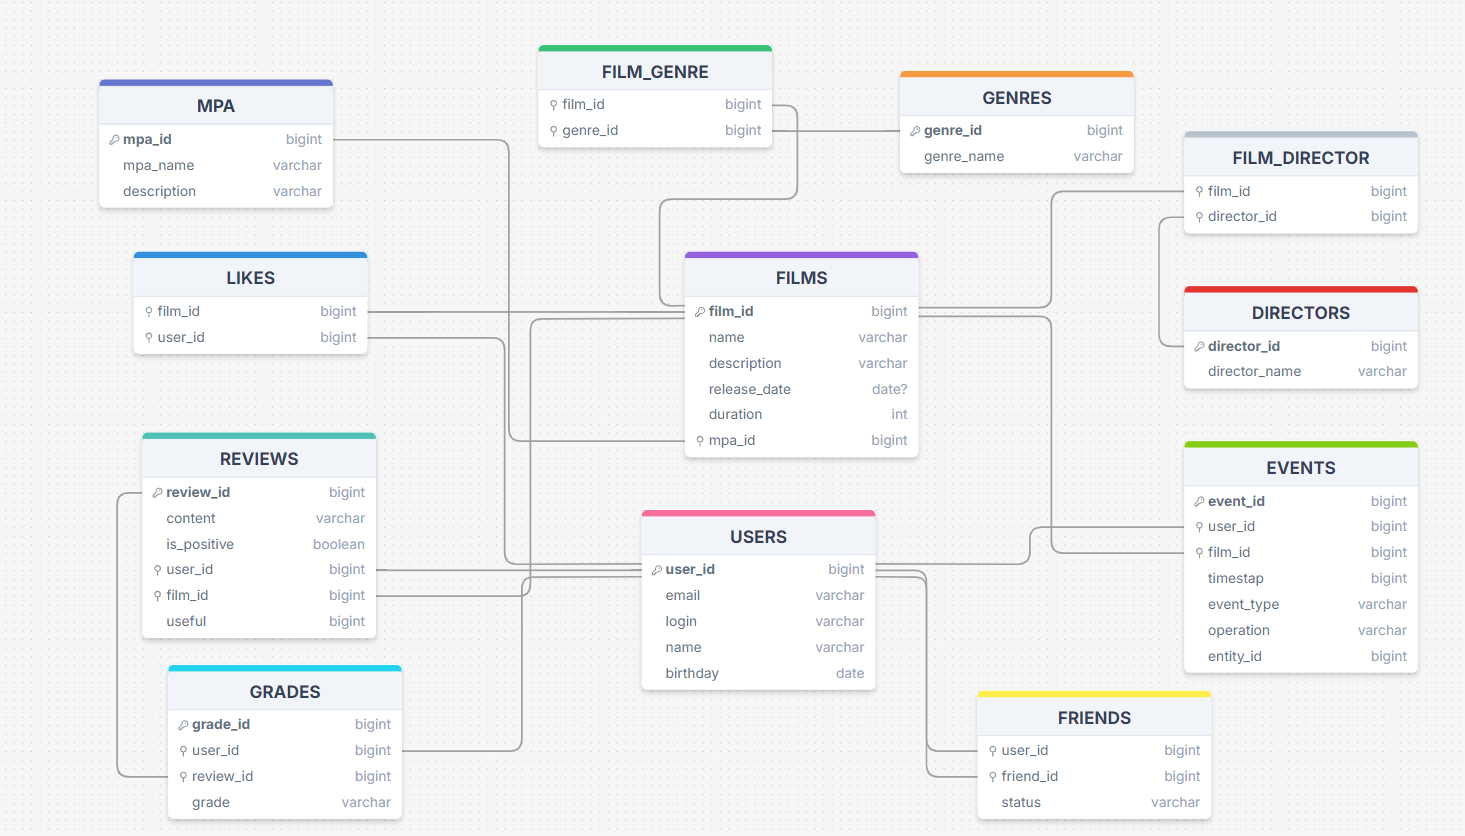 MPA
mpa_id bigint
mpa_name varchar
description varchar
FILM_GENRE
film_id bigint
genre_id bigint
GENRES
genre_id bigint
genre_name varchar
FILM_DIRECTOR
film_id bigint
director_id bigint
LIKES
film_id bigint
user_id bigint
FILMS
film_id bigint
name varchar
description varchar
release_date date?
duration int
mpa_id bigint
DIRECTORS
director_id bigint
director_name varchar
REVIEWS
review_id bigint
content varchar
is_positive boolean
user_id bigint
film_id bigint
useful bigint
USERS
user_id bigint
email varchar
login varchar
name varchar
birthday date
EVENTS
event_id bigint
user_id bigint
film_id bigint
timestap bigint
event_type varchar
operation varchar
entity_id bigint
GRADES
grade_id bigint
user_id bigint
review_id bigint
grade varchar
FRIENDS
user_id bigint
friend_id bigint
status varchar